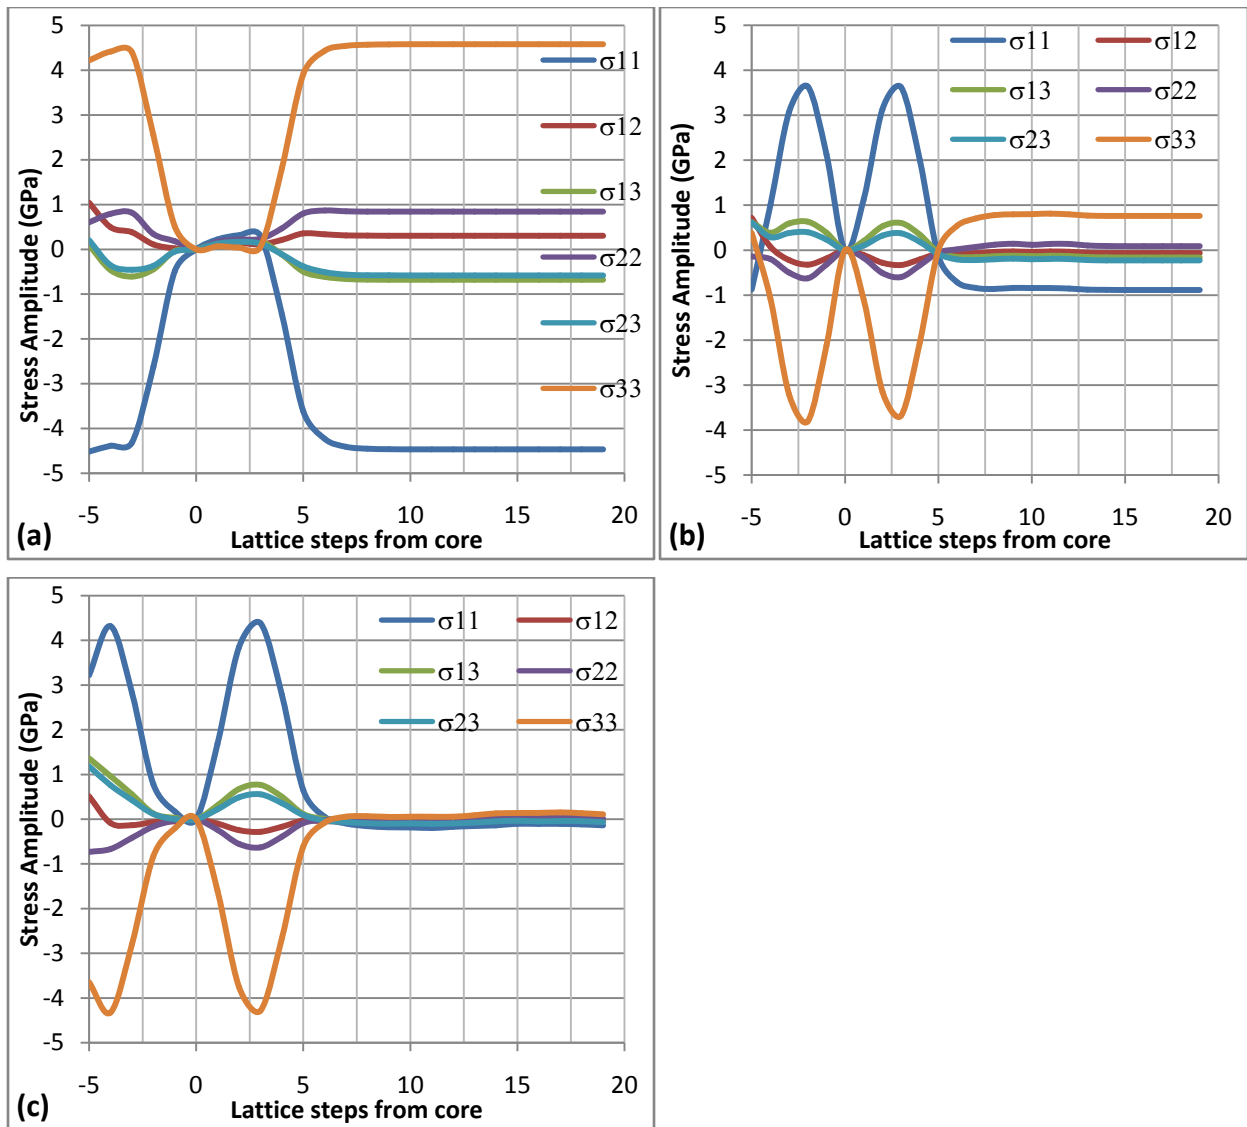 5
4
3
2
1
0
-1
-2
-3
-4
-5
Stress Amplitude (GPa)
-5 0 5 10 15 20
Lattice steps from core
σ11
σ12
σ13
σ22
σ23
σ33
(a)
5
4
3
2
1
0
-1
-2
-3
-4
-5
Stress Amplitude (GPa)
-5 0 5 10 15 20
Lattice steps from core
σ11 σ12
σ13 σ22
σ23 σ33
(b)
5
4
3
2
1
0
-1
-2
-3
-4
-5
Stress Amplitude (GPa)
-5 0 5 10 15 20
Lattice steps from core
σ11 σ12
σ13 σ22
σ23 σ33
(c)